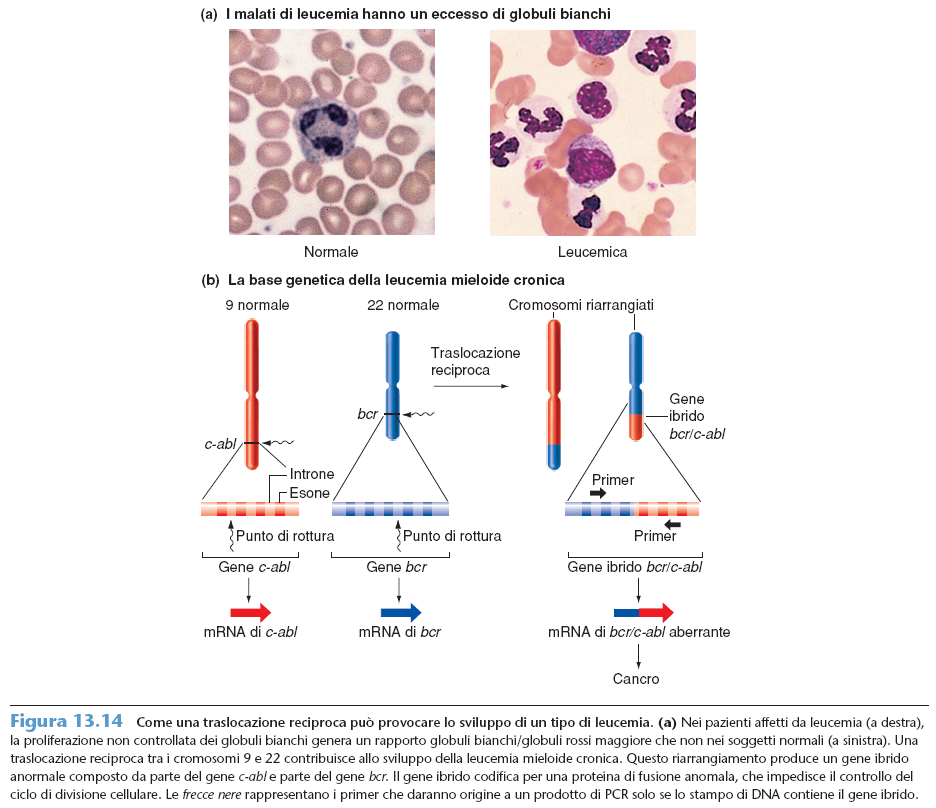 (a) I malati di leucemia hanno un eccesso di globuli bianchi
Normale
Leucemica
(b) La base genetica della leucemia mieloide cronica
9 normale
22 normale
Cromosomi riarrangiati
Traslocazione
reciproca
bcr
Gene
ibrido
bcr/c-abl
c-abl
Introne
Esone
Primer
Punto di rottura
Punto di rottura
Primer
Gene c-abl
Gene bcr
Gene ibrido bcr/c-abl
mRNA di c-abl
mRNA di bcr
mRNA di bcr/c-abl aberrante
Cancro
Figura 13.14 Come una traslocazione reciproca può provocare lo sviluppo di un tipo di leucemia. (a) Nei pazienti affetti da leucemia (a destra),
la proliferazione non controllata dei globuli bianchi genera un rapporto globuli bianchi/globuli rossi maggiore che non nei soggetti normali (a sinistra). Una
traslocazione reciproca tra i cromosomi 9 e 22 contribuisce allo sviluppo della leucemia mieloide cronica. Questo riarrangiamento produce un gene ibrido
anormale composto da parte del gene c-abl e parte del gene bcr. Il gene ibrido codifica per una proteina di fusione anomala, che impedisce il controllo del
ciclo di divisione cellulare. Le frecce nere rappresentano i primer che daranno origine a un prodotto di PCR solo se lo stampo di DNA contiene il gene ibrido.